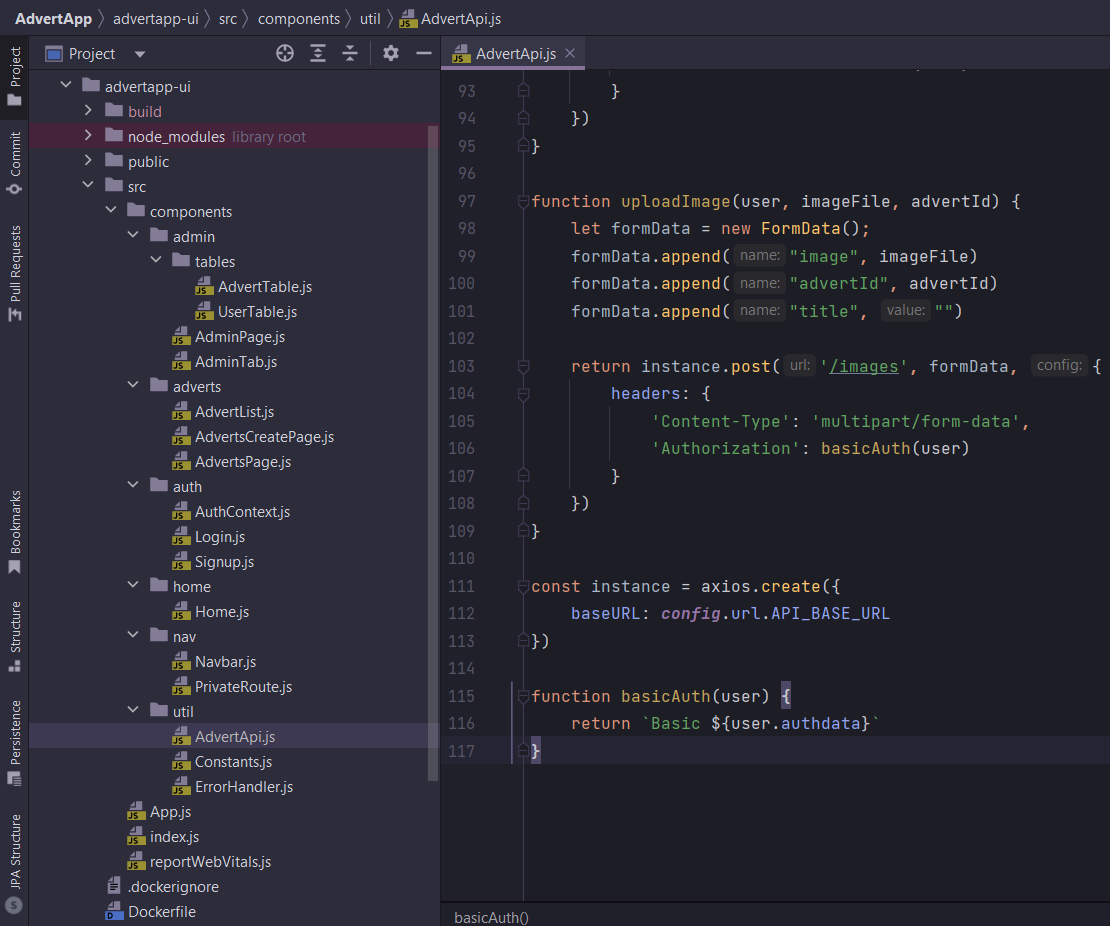 AdvertApp advertapp-ui src components util AdvertApi.js
Project
Commit
Pull Requests
Bookmarks
Structure
Persistence
JPA Structure
Project
advertapp-ui
build
node_modules library root
public
src
components
admin
tables
AdvertTable.js
UserTable.js
AdminPage.js
AdminTab.js
adverts
AdvertList.js
AdvertsCreatePage.js
AdvertsPage.js
auth
AuthContext.js
Login.js
Signup.js
home
Home.js
nav
Navbar.js
PrivateRoute.js
util
AdvertApi.js
Constants.js
ErrorHandler.js
App.js
index.js
reportWebVitals.js
.dockerignore
Dockerfile
AdvertApi.js
93 }
94 })
95 }
96
97 function uploadImage(user, imageFile, advertId) {
98 let formData = new FormData();
99 formData.append( name: "image", imageFile)
100 formData.append( name: "advertId", advertId)
101 formData.append( name: "title", value: "")
102
103 return instance.post( url: '/images', formData, config: {
104 headers: {
105 'Content-Type': 'multipart/form-data',
106 'Authorization': basicAuth(user)
107 }
108 })
109 }
110
111 const instance = axios.create({
112 baseURL: config.url.API_BASE_URL
113 })
114
115 function basicAuth(user) {
116 return `Basic ${user.authdata}`
117 }
basicAuth()